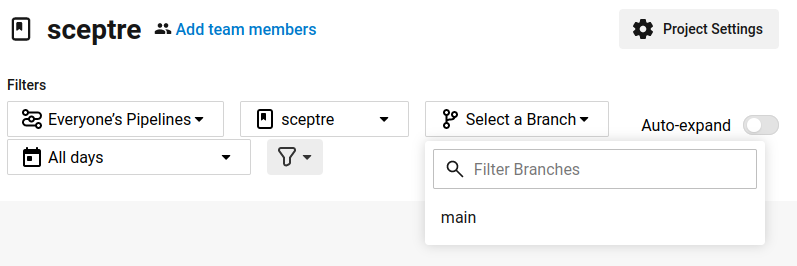 sceptre
Add team members
Project Settings
Filters
Everyone’s Pipelines
sceptre
Select a Branch
Auto-expand
All days
Filter Branches
main